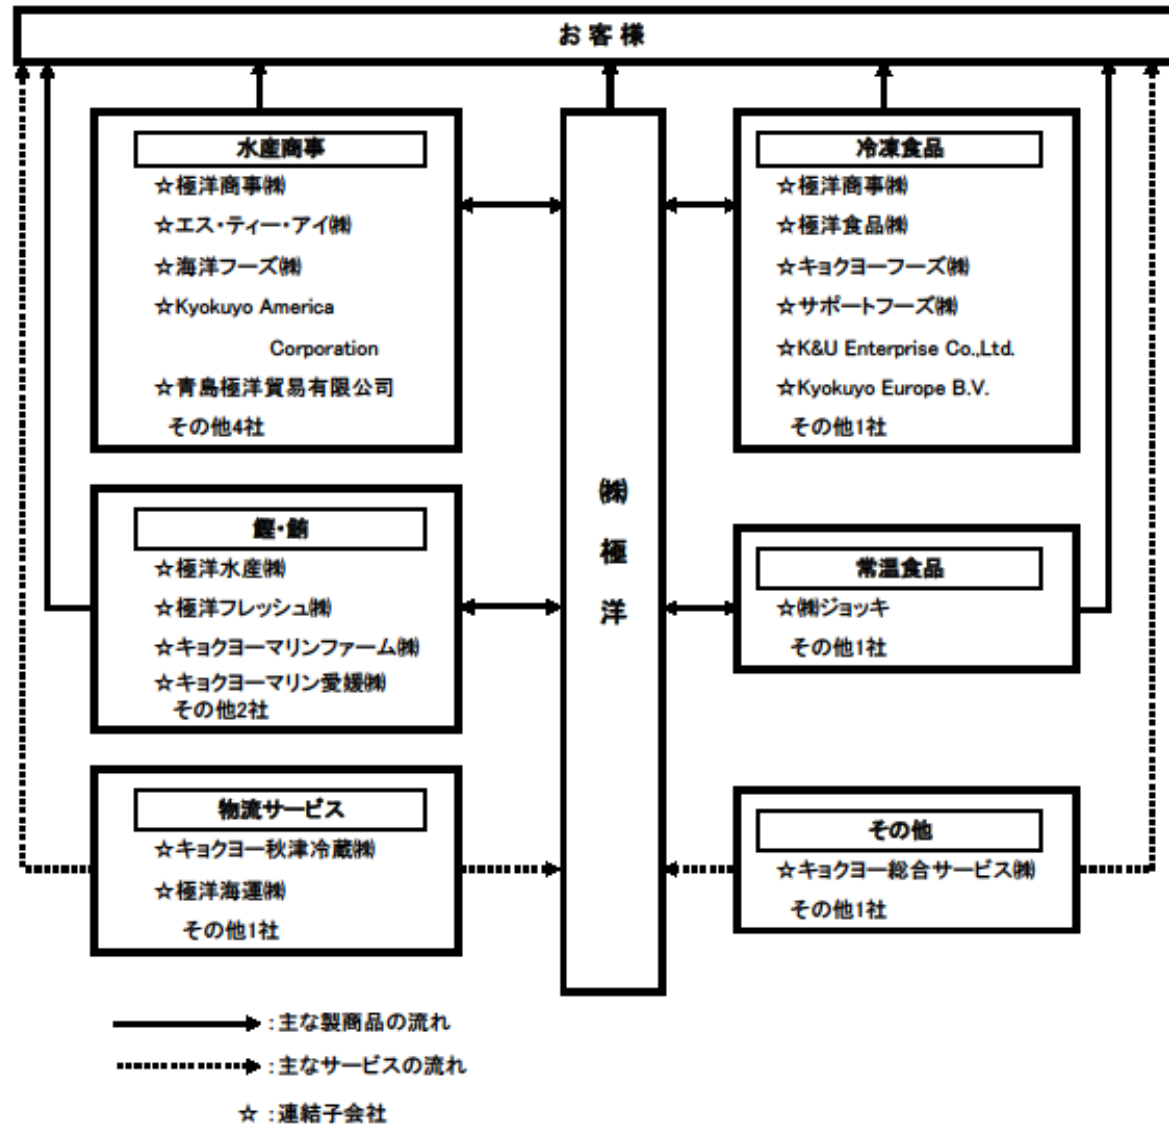 お客様
水産商事
☆極洋商事㈱
☆エス・ティー・アイ㈱
☆海洋フーズ㈱
☆Kyokuyo America
Corporation
☆青島極洋貿易有限公司
その他4社
鰹・鮪
☆極洋水産㈱
☆極洋フレッシュ㈱
☆キョクヨーマリンファーム㈱
☆キョクヨーマリン愛媛㈱
その他2社
物流サービス
☆キョクヨー秋津冷蔵㈱
☆極洋海運㈱
その他1社
㈱極洋
冷凍食品
☆極洋商事㈱
☆極洋食品㈱
☆キョクヨーフーズ㈱
☆サポートフーズ㈱
☆K&U Enterprise Co.,Ltd.
☆Kyokuyo Europe B.V.
その他1社
常温食品
☆㈱ジョッキ
その他1社
その他
☆キョクヨー総合サービス㈱
その他1社
:主な製商品の流れ
:主なサービスの流れ
☆:連結子会社